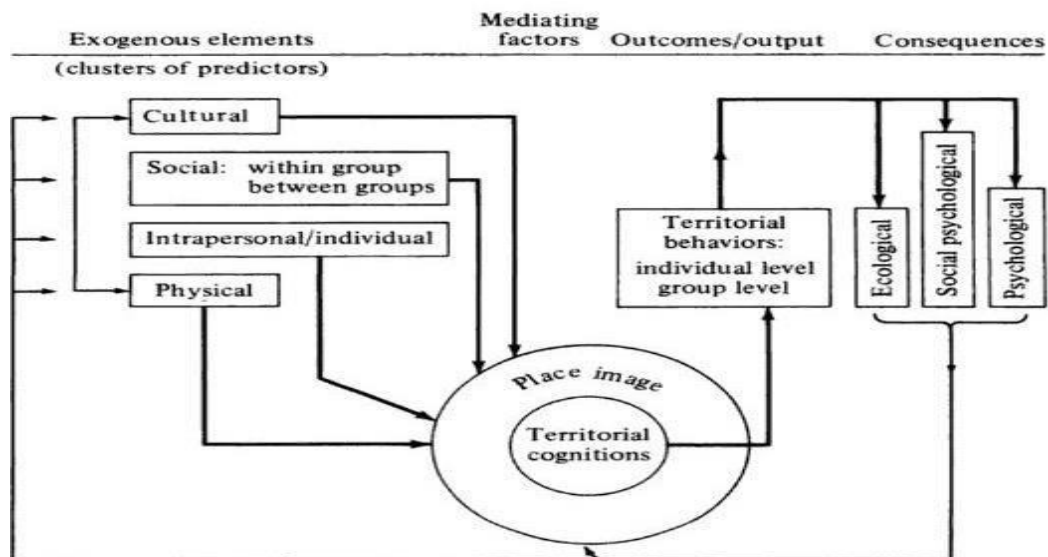 Exogenous elements
(clusters of predictors)
Mediating
factors
Outcomes/output
Consequences
Cultural
Social: within group
between groups
Intrapersonal/individual
Physical
Place image
Territorial
cognitions
Territorial
behaviors:
individual level
group level
Ecological
Social psychological
Psychological